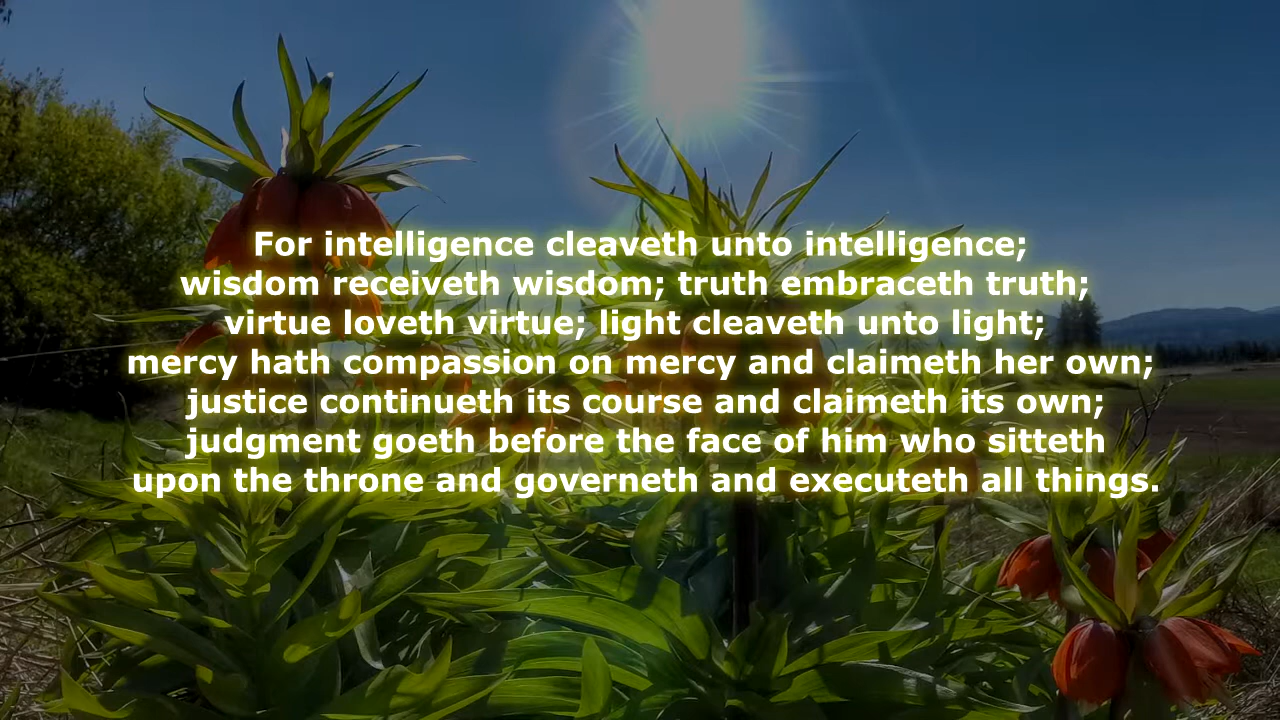 For intelligence cleaveth unto intelligence;
wisdom receiveth wisdom; truth embraceth truth;
virtue loveth virtue; light cleaveth unto light;
mercy hath compassion on mercy and claimeth her own;
justice continueth its course and claimeth its own;
judgment goeth before the face of him who sitteth
upon the throne and governeth and executeth all things.